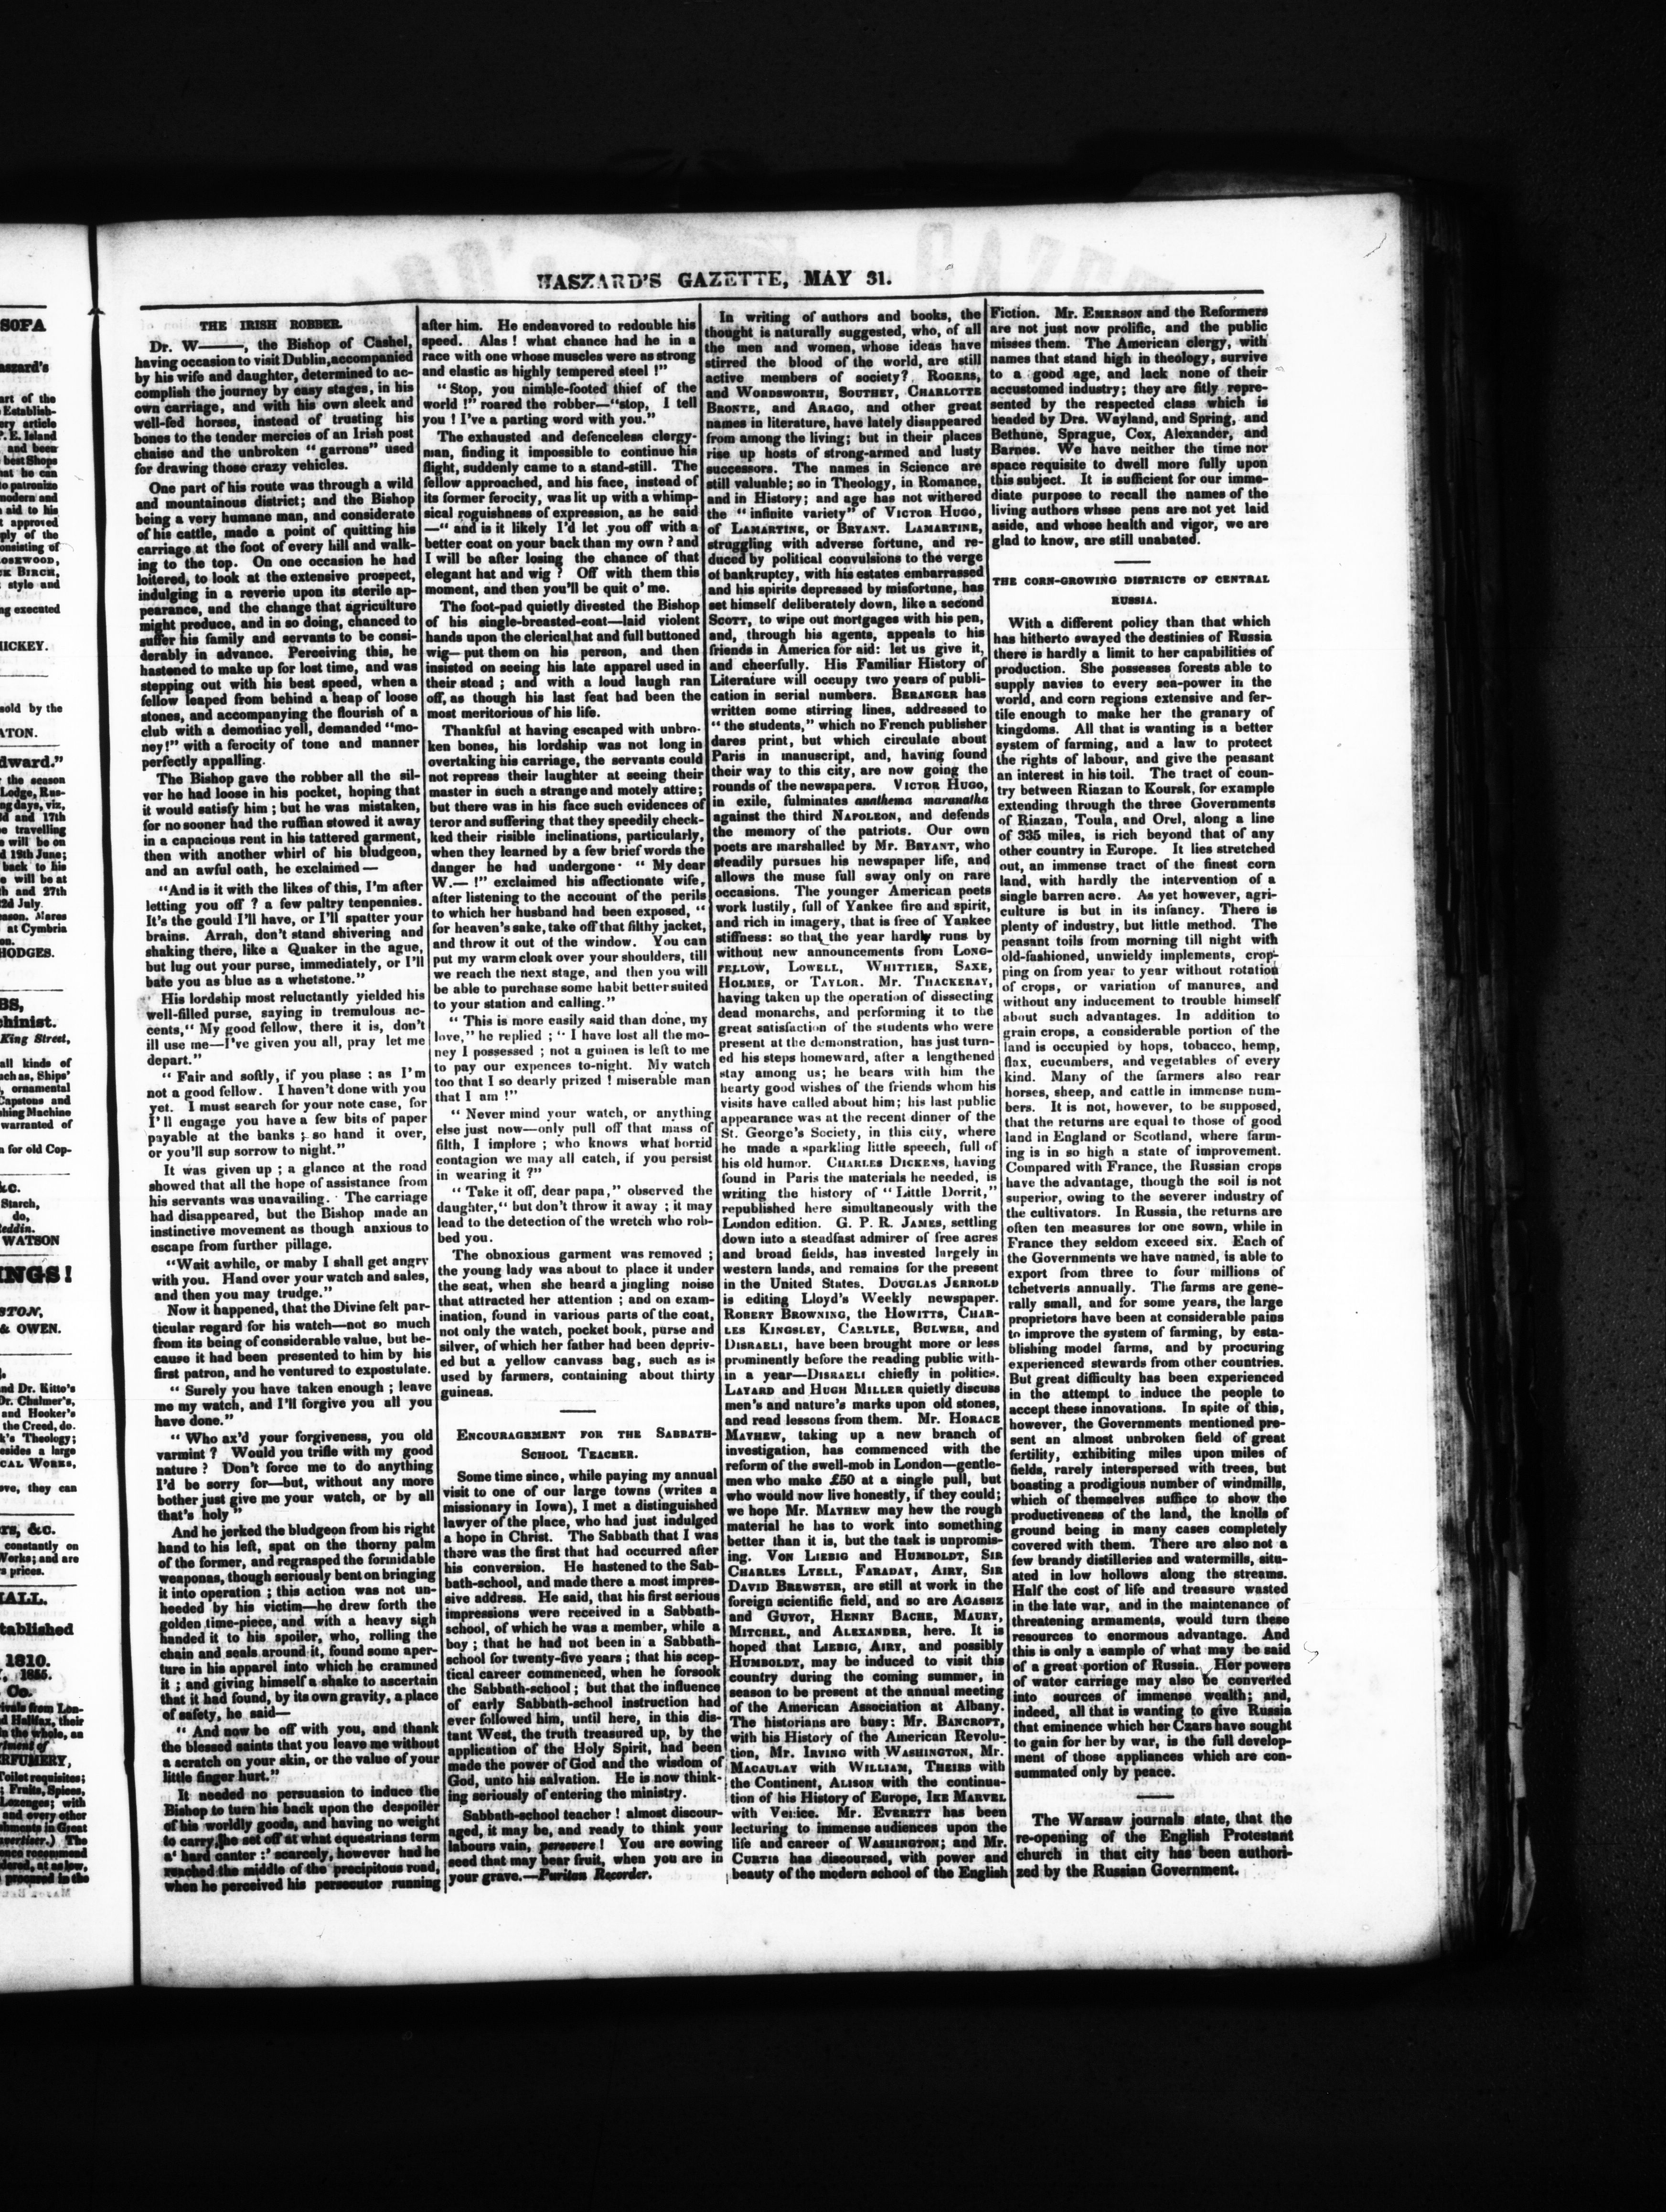 HASZARD'S GAZETTE, MAY 31.
THE IRISH ROBBER.
Dr. W——, the Bishop of Cashel,
having occasion to visit Dublin, accompanied
by his wife and daughter, determined to ac-
complish the journey by easy stages, in his
own carriage, and with his own sleek and
well-fed horses, instead of trusting his
bones to the tender mercies of an Irish post
chaise and the unbroken "garrons" used
for drawing those crazy vehicles.
One part of his route was through a wild
and mountainous district; and the Bishop
being a very humane man, and considerate
of his cattle, made a point of quitting his
carriage at the foot of every hill and walk-
ing to the top. On one occasion he had
loitered, to look at the extensive prospect,
indulging in a reverie upon its sterile ap-
pearance, and the change that agriculture
might produce, and in so doing, chanced to
suffer his family and servants to be consi-
derably in advance. Perceiving this, he
hastened to make up for lost time, and was
stepping out with his best speed, when a
fellow leaped from behind a heap of loose
stones, and accompanying the flourish of a
club with a demoniac yell, demanded "mo-
ney!" with a ferocity of tone and manner
perfectly appalling.
The Bishop gave the robber all the sil-
ver he had loose in his pocket, hoping that
it would satisfy him; but he was mistaken,
for no sooner had the ruffian stowed it away
in a capacious rent in his tattered garment,
then with another whirl of his bludgeon,
and an awful oath, he exclaimed—
"And is it with the likes of this, I'm after
letting you off? a few paltry tenpennies.
It's the gould I'll have, or I'll spatter your
brains. Arrah, don't stand shivering and
shaking there, like a Quaker in the ague,
but lug out your purse, immediately, or I'll
bate you as blue as a whetstone."
His lordship most reluctantly yielded his
well-filled purse, saying in tremulous ac-
cents," My good fellow, there it is, don't
ill use me—I've given you all, pray let me
depart."
"Fair and softly, if you plase: as I'm
not a good fellow. I haven't done with you
yet. I must search for your note case, for
I'll engage you have a few bits of paper
payable at the banks; so hand it over,
or you'll sup sorrow to night."
It was given up; a glance at the road
showed that all the hope of assistance from
his servants was unavailing. The carriage
had disappeared, but the Bishop made an
instinctive movement as though anxious to
escape from further pillage.
"Wait awhile, or maby I shall get angry
with you. Hand over your watch and sales,
and then you may trudge."
Now it happened, that the Divine felt par-
ticular regard for his watch—not so much
from its being of considerable value, but be-
cause it had been presented to him by his
first patron, and he ventured to expostulate.
"Surely you have taken enough; leave
me my watch, and I'll forgive you all you
have done."
"Who ax'd your forgiveness, you old
varmint? Would you trifle with my good
nature? Don't force me to do anything
I'd be sorry for—but, without any more
bother just give me your watch, or by all
that's holy"
And he jerked the bludgeon from his right
hand to his left, spat on the thorny palm
of the former, and regrasped the formidable
weaponas, though seriously bent on bringing
it into operation; this action was not un-
heeded by his victim—he drew forth the
golden time-piece, and with a heavy sigh
handed it to his spoiler, who, rolling the
chain and seals around it, found some aper-
ture in his apparel into which he crammed
it; and giving himself a shake to ascertain
that it had found, by its own gravity, a place
of safety, he said—
"And now be off with you, and thank
the blessed saints that you leave me without
a scratch on your skin, or the value of your
little finger hurt."
It needed no persuasion to induce the
Bishop to turn his back upon the despoiler
of his worldly goods, and having no weight
to carry, he set off at what equestrians term
a' hard canter:' scarcely, however had he
reached the middle of the precipitous road,
when he perceived his persecutor running
after him. He endeavored to redouble his
speed. Alas! what chance had he in a
race with one whose muscles were as strong
and elastic as highly tempered steel!"
"Stop, you nimble-footed thief of the
world!" roared the robber—"stop, I tell
you! I've a parting word with you."
The exhausted and defenceless clergy-
man, finding it impossible to continue his
flight, suddenly came to a stand-still. The
fellow approached, and his face, instead of
its former ferocity, was lit up with a whimp-
sical roguishness of expression, as he said
—"and is it likely I'd let you off with a
better coat on your back than my own? and
I will be after losing the chance of that
elegant hat and wig? Off with them this
moment, and then you'll be quit o' me.
The foot-pad quietly divested the Bishop
of his single-breasted-coat—laid violent
hands upon the clerical hat and full buttoned
wig—put them on his person, and then
insisted on seeing his late apparel used in
their stead; and with a loud laugh ran
off, as though his last feat had been the
most meritorious of his life.
Thankful at having escaped with unbro-
ken bones, his lordship was not long in
overtaking his carriage, the servants could
not repress their laughter at seeing their
master in such a strange and motely attire;
but there was in his face such evidences of
teror and suffering that they speedily check-
ked their risible inclinations, particularly,
when they learned by a few brief words the
danger he had undergone· "My dear
W.—!" exclaimed his affectionate wife,
after listening to the account of the perils
to which her husband had been exposed, "
for heaven's sake, take off that filthy jacket,
and throw it out of the window. You can
put my warm cloak over your shoulders, till
we reach the next stage, and then you will
be able to purchase some habit better suited
to your station and calling."
"This is more easily said than done, my
love," he replied; "I have lost all the mo-
ney I possessed; not a guinea is left to me
to pay our expences to-night. My watch
too that I so dearly prized! miserable man
that I am!"
"Never mind your watch, or anything
else just now—only pull off that mass of
filth, I implore; who knows what horrid
contagion we may all catch, if you persist
in wearing it?"
"Take it off, dear papa," observed the
daughter," but don't throw it away; it may
lead to the detection of the wretch who rob-
bed you.
The obnoxious garment was removed;
the young lady was about to place it under
the seat, when she heard a jingling noise
that attracted her attention; and on exam-
ination, found in various parts of the coat,
not only the watch, pocket book, purse and
silver, of which her father had been depriv-
ed but a yellow canvass bag, such as is
used by farmers, containing about thirty
guineas.
ENCOURAGEMENT FOR THE SABBATH-
SCHOOL TEACHER.
Some time since, while paying my annual
visit to one of our large towns (writes a
missionary in Iowa), I met a distinguished
lawyer of the place, who had just indulged
a hope in Christ. The Sabbath that I was
there was the first that had occurred after
his conversion. He hastened to the Sab-
bath-school, and made there a most impres-
sive address. He said, that his first serious
impressions were received in a Sabbath-
school, of which he was a member, while a
boy; that he had not been in a Sabbath-
school for twenty-five years; that his scep-
tical career commenced, when he forsook
the Sabbath-school; but that the influence
of early Sabbath-school instruction had
ever followed him, until here, in this dis-
tant West, the truth treasured up, by the
application of the Holy Spirit, had been
made the power of God and the wisdom of
God, unto his salvation. He is now think-
ing seriously of entering the ministry.
Sabbath-school teacher! almost discour-
aged, it may be, and ready to think your
labours vain, persevere! You are sowing
seed that may bear fruit, when you are in
your grave.—Puritan Recorder.
In writing of authors and books, the
thought is naturally suggested, who, of all
the men and women, whose ideas have
stirred the blood of the world, are still
active members of society? ROGERS,
and WORDSWORTH, SOUTHEY, CHARLOTTE
BRONTE, and ARAGO, and other great
names in literature, have lately disappeared
from among the living; but in their places
rise up hosts of strong-armed and lusty
successors. The names in Science are
still valuable; so in Theology, in Romance,
and in History; and age has not withered
the "infinite variety" of VICTOR HUGO,
of LAMARTINE, or BRYANT. LAMARTINE,
struggling with adverse fortune, and re-
duced by political convulsions to the verge
of bankruptcy, with his estates embarrassed
and his spirits depressed by misfortune, has
set himself deliberately down, like a second
SCOTT, to wipe out mortgages with his pen,
and, through his agents, appeals to his
friends in America for aid: let us give it,
and cheerfully. His Familiar History of
Literature will occupy two years of publi-
cation in serial numbers. BERANGER has
written some stirring lines, addressed to
"the students," which no French publisher
dares print, but which circulate about
Paris in manuscript, and, having found
their way to this city, are now going the
rounds of the newspapers. VICTOR HUGO,
in exile, fulminates anathema maranatha
against the third NAPOLEON, and defends
the memory of the patriots. Our own
poets are marshalled by Mr. BRYANT, who
steadily pursues his newspaper life, and
allows the muse full sway only on rare
occasions. The younger American poets
work lustily, full of Yankee fire and spirit,
and rich in imagery, that is free of Yankee
stiffness: so that the year hardly runs by
without new announcements from LONG-
FELLOW, LOWELL, WHITTIER, SAXE,
HOLMES, or TAYLOR. Mr. THACKERAY,
having taken up the operation of dissecting
dead monarchs, and performing it to the
great satisfaction of the students who were
present at the demonstration, has just turn-
ed his steps homeward, after a lengthened
stay among us; he bears with him the
hearty good wishes of the friends whom his
visits have called about him; his last public
appearance was at the recent dinner of the
St. George's Society, in this city, where
he made a sparkling little speech, full of
his old humor. CHARLES DICKENS, having
found in Paris the materials he needed, is
writing the history of "Little Dorrit,"
republished here simultaneously with the
London edition. G. P. R. JAMES, settling
down into a steadfast admirer of free acres
and broad fields, has invested largely in
western lands, and remains for the present
in the United States. DOUGLAS JERROLD
is editing Lloyd's Weekly newspaper.
ROBERT BROWNING, the HOWITTS, CHAR-
LES KINGSLEY, CARLYLE, BULWER, and
DISRAELI, have been brought more or less
prominently before the reading public with-
in a year—DISRAELI chiefly in politics.
LAYARD and HUGH MILLER quietly discuss
men's and nature's marks upon old stones,
and read lessons from them. Mr. HORACE
MAYHEW, taking up a new branch of
investigation, has commenced with the
reform of the swell-mob in London—gentle-
men who make £50 at a single pull, but
who would now live honestly, if they could;
we hope Mr. MAYHEW may hew the rough
material he has to work into something
better than it is, but the task is unpromis-
ing. VON LIEBIG and HUMBOLDT, SIR
CHARLES LYELL, FARADAY, AIRY, SIR
DAVID BREWSTER, are still at work in the
foreign scientific field, and so are AGASSIZ
and GUYOT, HENRY BACHE, MAURY,
MITCHEL, and ALEXANDER, here. It is
hoped that LIEBIG, AIRY, and possibly
HUMBOLDT, may be induced to visit this
country during the coming summer, in
season to be present at the annual meeting
of the American Association at Albany.
The historians are busy: Mr. BANCROFT,
with his History of the American Revolu-
tion, Mr. IRVING with WASHINGTON, Mr.
MACAULAY with WILLIAM, THEIRS with
the Continent, ALISON with the continua-
tion of his History of Europe, IKE MARVEL
with Venice. Mr. EVERETT has been
lecturing to immense audiences upon the
life and career of WASHINGTON; and Mr.
CURTIS has discoursed, with power and
beauty of the modern school of the English
Fiction. Mr. EMERSON and the Reformers
are not just now prolific, and the public
misses them. The American clergy, with
names that stand high in theology, survive
to a good age, and lack none of their
accustomed industry; they are fitly repre-
sented by the respected class which is
headed by Drs. Wayland, and Spring, and
Bethune, Sprague, Cox, Alexander, and
Barnes. We have neither the time nor
space requisite to dwell more fully upon
this subject. It is sufficient for our imme-
diate purpose to recall the names of the
living authors whsse pens are not yet laid
aside, and whose health and vigor, we are
glad to know, are still unabated.
THE CORN-GROWING DISTRICTS OF CENTRAL
RUSSIA.
With a different policy than that which
has hitherto swayed the destinies of Russia
there is hardly a limit to her capabilities of
production. She possesses forests able to
supply navies to every sea-power in the
world, and corn regions extensive and fer-
tile enough to make her the granary of
kingdoms. All that is wanting is a better
system of farming, and a law to protect
the rights of labour, and give the peasant
an interest in his toil. The tract of coun-
try between Riazan to Koursk, for example
extending through the three Governments
of Riazan, Toula, and Orel, along a line
of 335 miles, is rich beyond that of any
other country in Europe. It lies stretched
out, an immense tract of the finest corn
land, with hardly the intervention of a
single barren acre. As yet however, agri-
culture is but in its infancy. There is
plenty of industry, but little method. The
peasant toils from morning till night with
old-fashioned, unwieldy implements, crop-
ping on from year to year without rotation
of crops, or variation of manures, and
without any inducement to trouble himself
about such advantages. In addition to
grain crops, a considerable portion of the
land is occupied by hops, tobacco, hemp,
flax, cucumbers, and vegetables of every
kind. Many of the farmers also rear
horses, sheep, and cattle in immense num-
bers. It is not, however, to be supposed,
that the returns are equal to those of good
land in England or Scotland, where farm-
ing is in so high a state of improvement.
Compared with France, the Russian crops
have the advantage, though the soil is not
superior, owing to the severer industry of
the cultivators. In Russia, the returns are
often ten measures for one sown, while in
France they seldom exceed six. Each of
the Governments we have named, is able to
export from three to four millions of
tchetverts annually. The farms are gene-
rally small, and for some years, the large
proprietors have been at considerable pains
to improve the system of farming, by esta-
blishing model farms, and by procuring
experienced stewards from other countries.
But great difficulty has been experienced
in the attempt to induce the people to
accept these innovations. In spite of this,
however, the Governments mentioned pre-
sent an almost unbroken field of great
fertility, exhibiting miles upon miles of
fields, rarely interspersed with trees, but
boasting a prodigious number of windmills,
which of themselves suffice to show the
productiveness of the land, the knolls of
ground being in many cases completely
covered with them. There are also not a
few brandy distilleries and watermills, situ-
ated in low hollows along the streams.
Half the cost of life and treasure wasted
in the late war, and in the maintenance of
threatening armaments, would turn these
resources to enormous advantage. And
this is only a sample of what may be said
of a great portion of Russia. Her powers
of water carriage may also be converted
into sources of immense wealth; and,
indeed, all that is wanting to give Russia
that eminence which her Czars have sought
to gain for her by war, is the full develop-
ment of those appliances which are con-
summated only by peace.
The Warsaw journals state, that the
re-opening of the English Protestant
church in that city has been authori-
zed by the Russian Government.